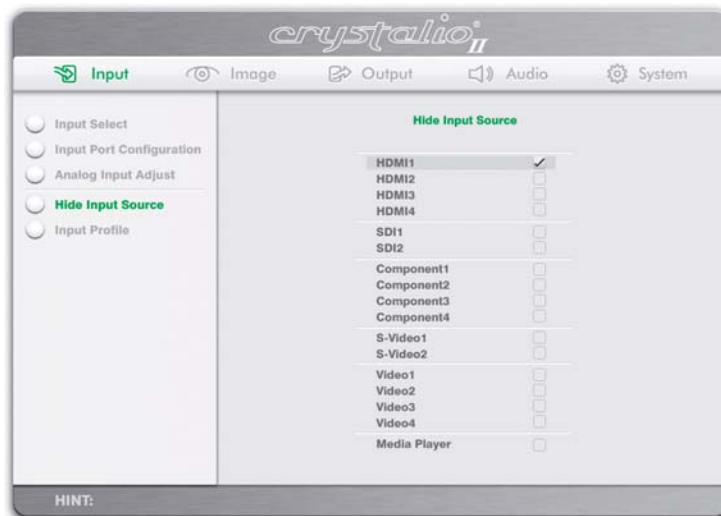 crystalio II
Input Image Output Audio System
Input Select
Input Port Configuration
Analog Input Adjust
Hide Input Source
Input Profile
Hide Input Source
HDMI1
HDMI2
HDMI3
HDMI4
SDI1
SDI2
Component1
Component2
Component3
Component4
S-Video1
S-Video2
Video1
Video2
Video3
Video4
Media Player
HINT: